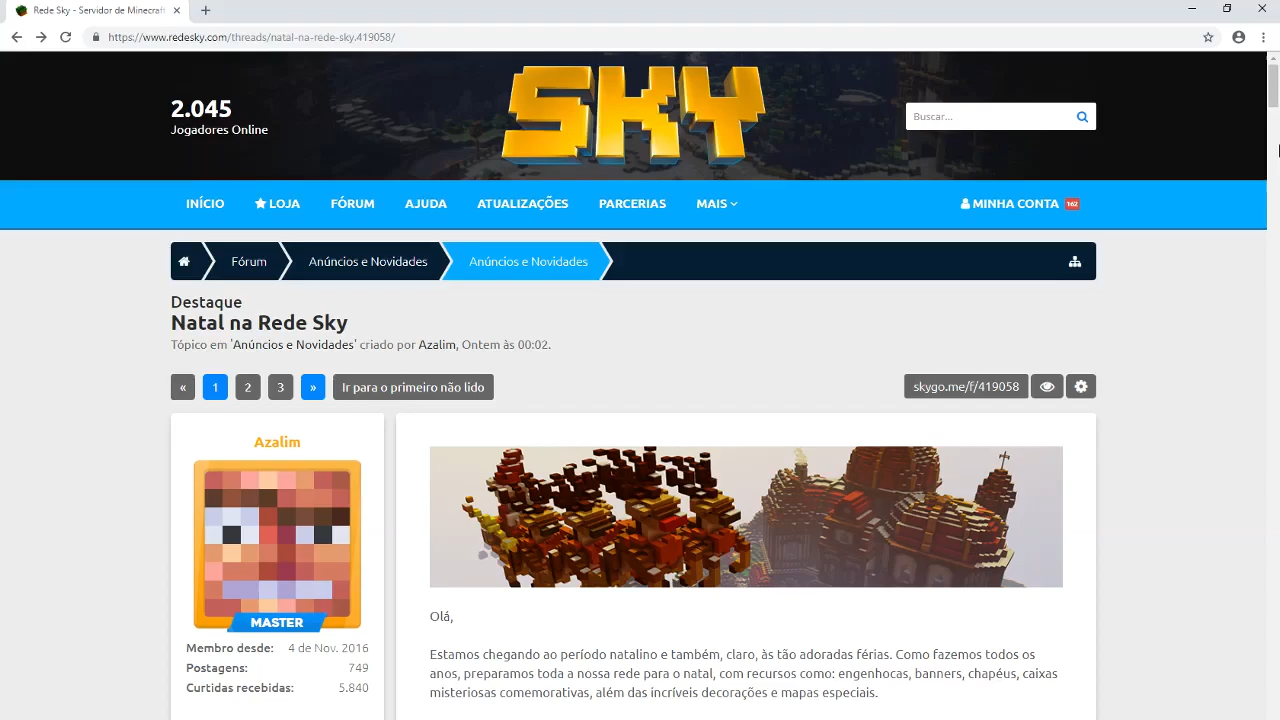 Rede Sky - Servidor de Minecraft
https://www.redesky.com/threads/natal-na-rede-sky.419058/
2.045
Jogadores Online
SKY
Buscar...
INÍCIO LOJA FÓRUM AJUDA ATUALIZAÇÕES PARCERIAS MAIS MINHA CONTA 162
Fórum Anúncios e Novidades Anúncios e Novidades
Destaque
Natal na Rede Sky
Tópico em 'Anúncios e Novidades' criado por Azalim, Ontem às 00:02.
« 1 2 3 » Ir para o primeiro não lido skygo.me/f/419058
Azalim
MASTER
Membro desde: 4 de Nov. 2016
Postagens: 749
Curtidas recebidas: 5.840
Olá,
Estamos chegando ao período natalino e também, claro, às tão adoradas férias. Como fazemos todos os
anos, preparamos toda a nossa rede para o natal, com recursos como: engenhocas, banners, chapéus, caixas
misteriosas comemorativas, além das incríveis decorações e mapas especiais.